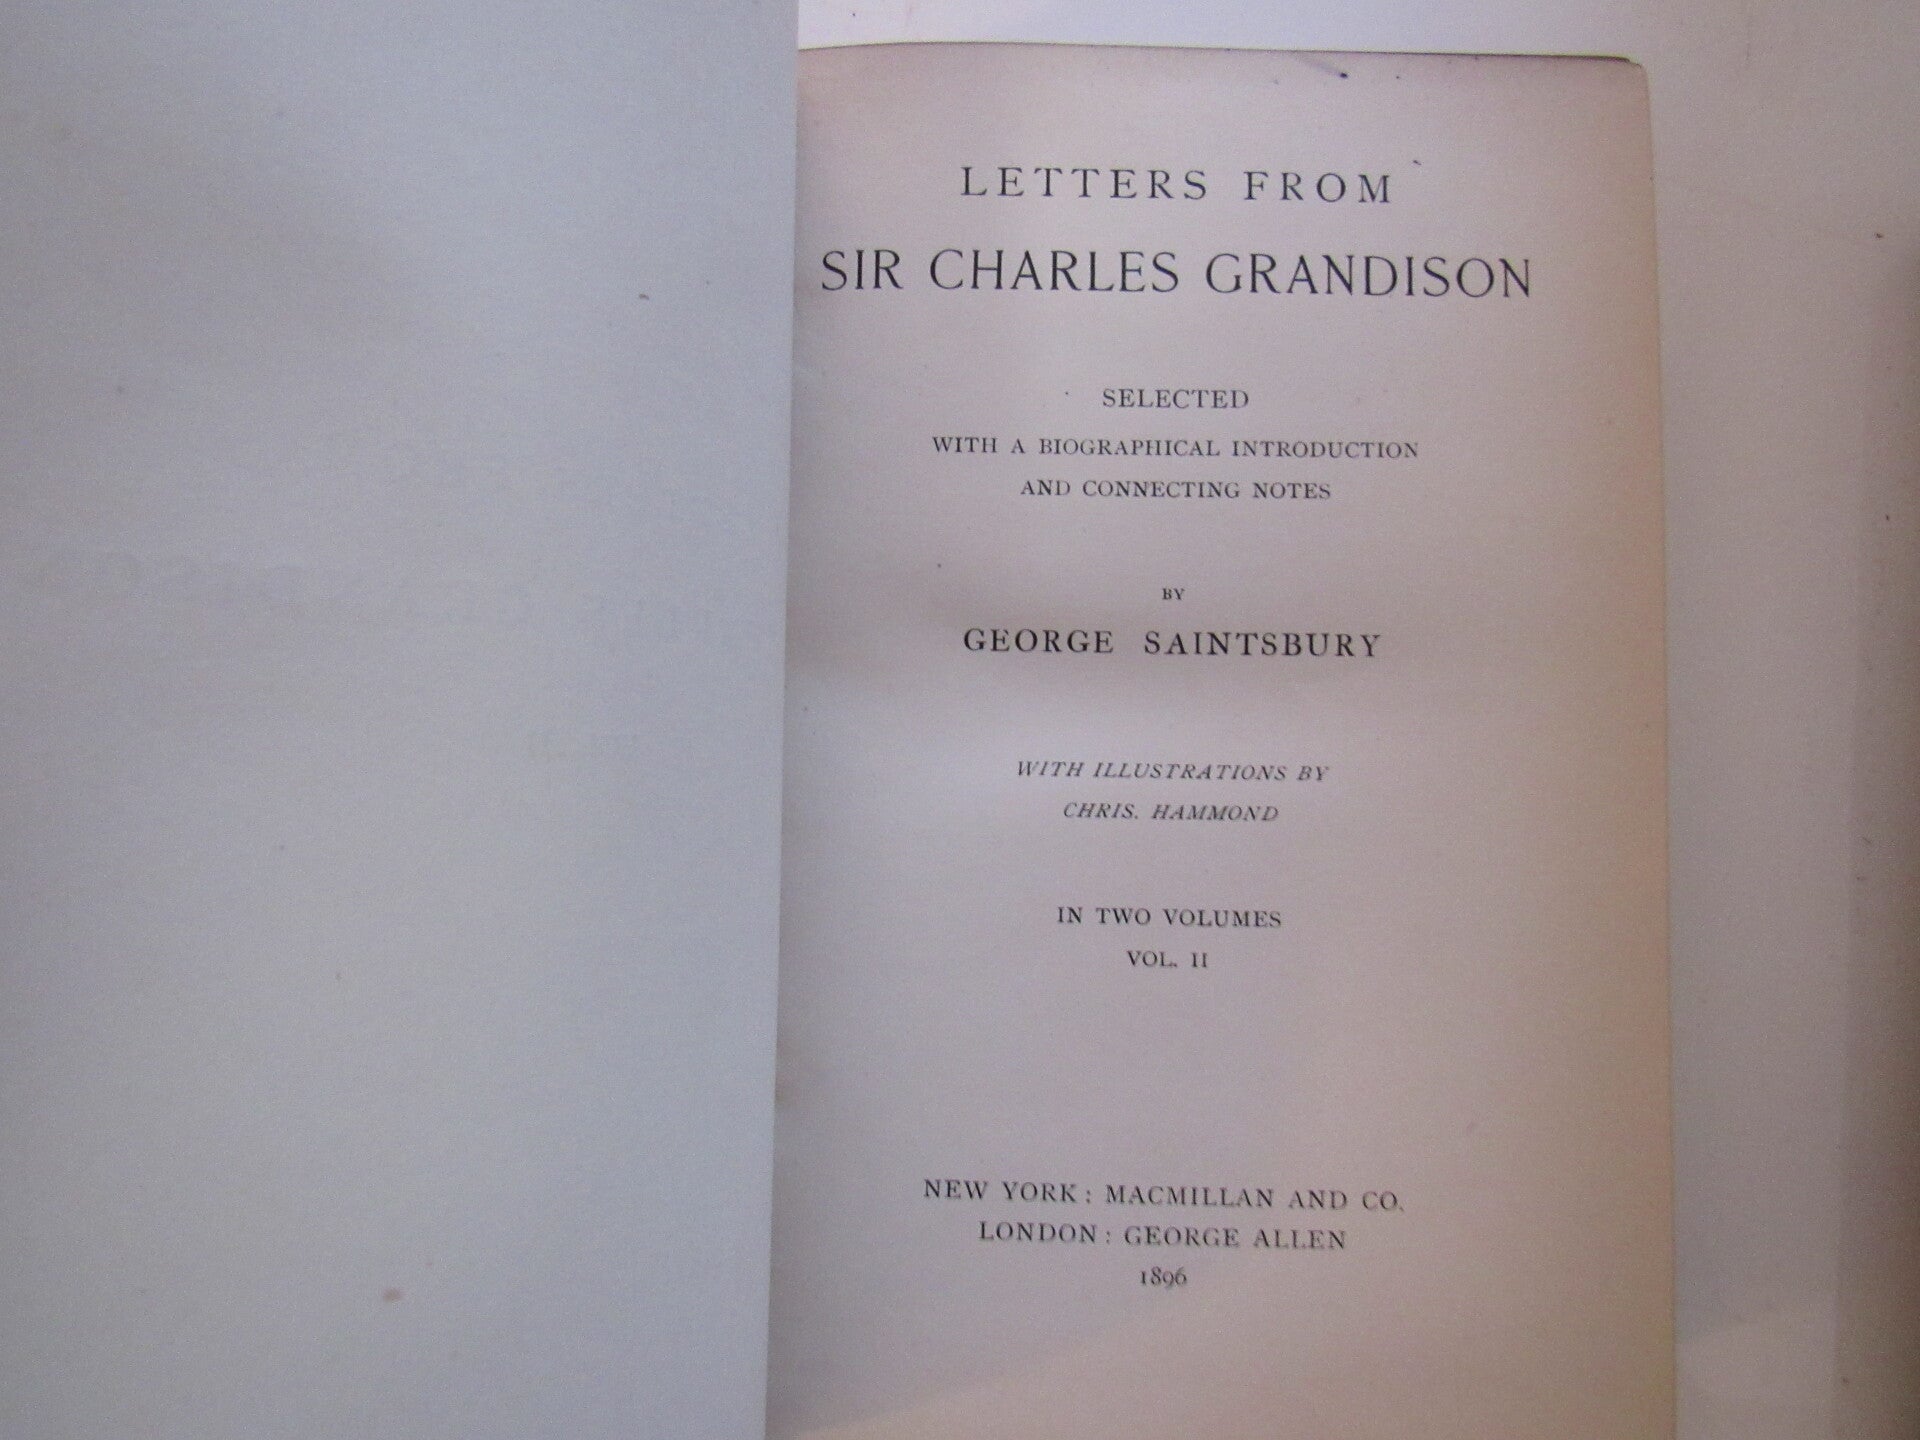 LETTERS FROM
SIR CHARLES GRANDISON
SELECTED
WITH A BIOGRAPHICAL INTRODUCTION
AND CONNECTING NOTES
BY
GEORGE SAINTSBURY
WITH ILLUSTRATIONS BY
CHRIS. HAMMOND
IN TWO VOLUMES
VOL. II
NEW YORK: MACMILLAN AND CO.
LONDON: GEORGE ALLEN
1896